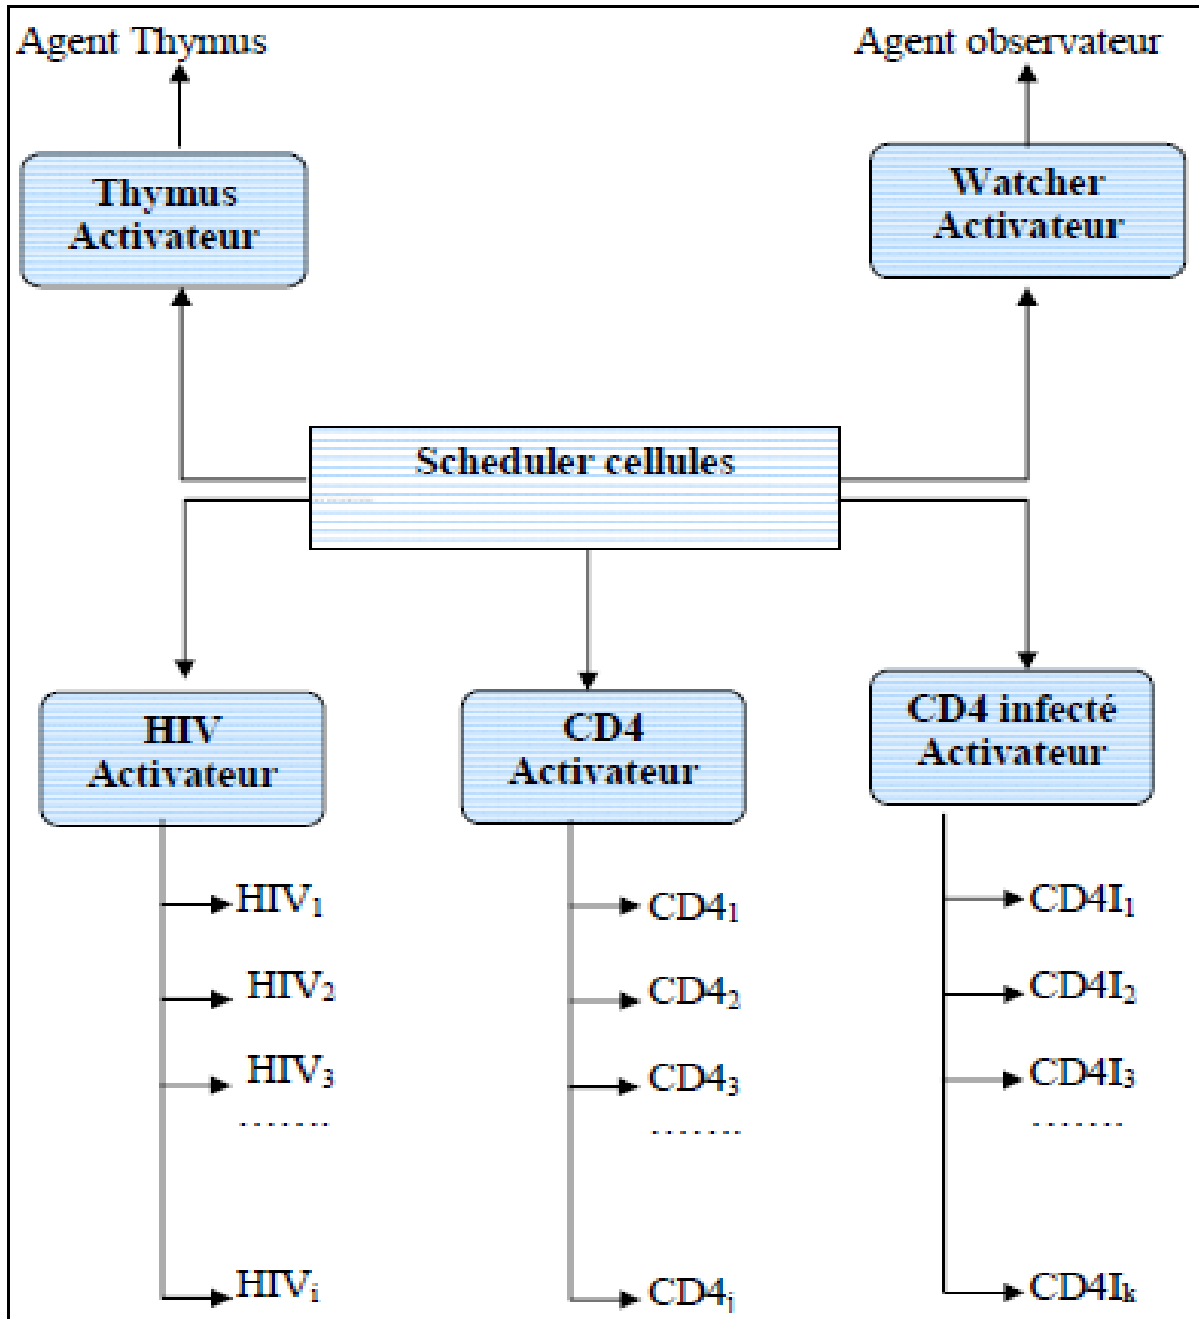 Agent Thymus
Agent observateur
Thymus
Activateur
Watcher
Activateur
Scheduler cellules
HIV
Activateur
CD4
Activateur
CD4 infecté
Activateur
HIV₁
HIV₂
HIV₃
.......
HIVᵢ
CD4₁
CD4₂
CD4₃
.......
CD4ⱼ
CD4I₁
CD4I₂
CD4I₃
.......
CD4Iₖ